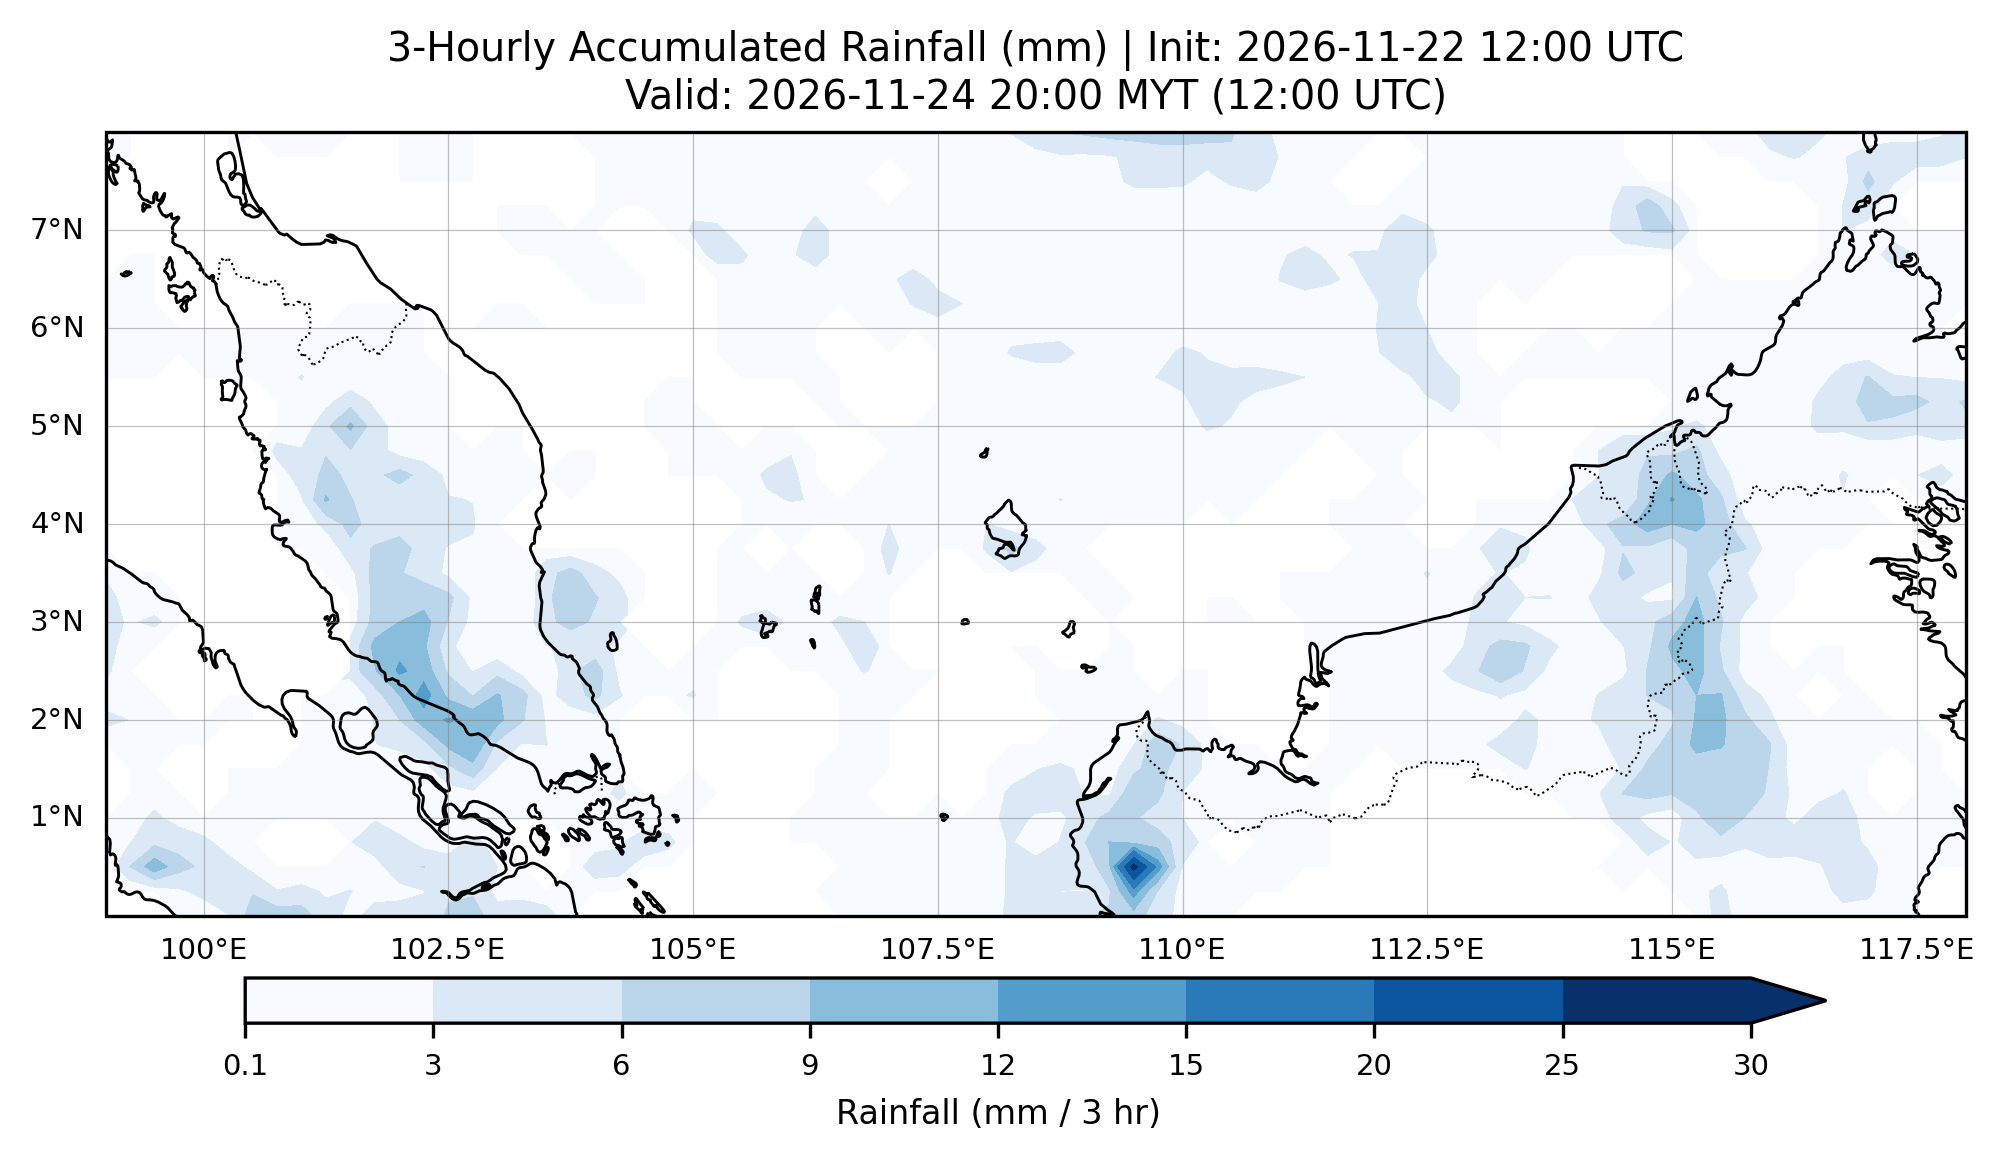 3-Hourly Accumulated Rainfall (mm) | Init: 2026-11-22 12:00 UTC
Valid: 2026-11-24 20:00 MYT (12:00 UTC)
7°N
6°N
5°N
4°N
3°N
2°N
1°N
100°E 102.5°E 105°E 107.5°E 110°E 112.5°E 115°E 117.5°E
0.1 3 6 9 12 15 20 25 30
Rainfall (mm / 3 hr)